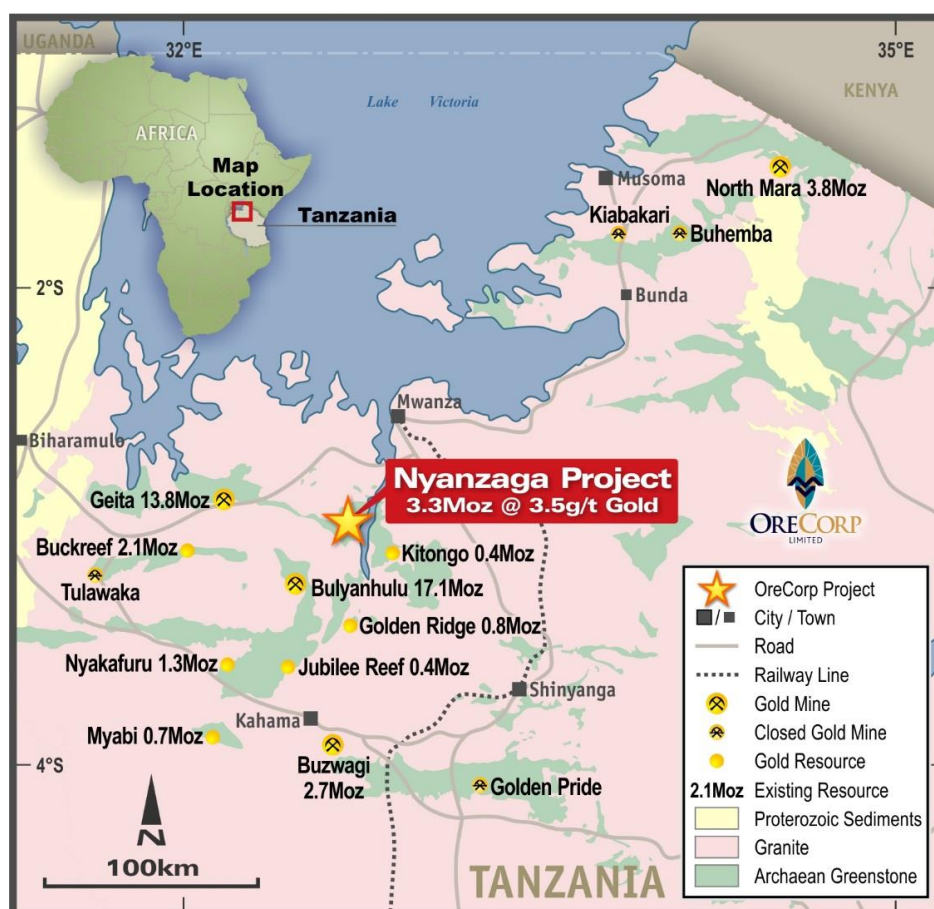 UGANDA
32°E
35°E
KENYA
Lake Victoria
AFRICA
Map
Location
Tanzania
Musoma
North Mara 3.8Moz
Kiabakari
Buhemba
2°S
Bunda
Mwanza
Biharamulo
Nyanzaga Project
3.3Moz @ 3.5g/t Gold
Geita 13.8Moz
ORECORP
LIMITED
Buckreef 2.1Moz
Kitongo 0.4Moz
Tulawaka
Bulyanhulu 17.1Moz
Golden Ridge 0.8Moz
Nyakafuru 1.3Moz
Jubilee Reef 0.4Moz
Shinyanga
Kahama
Myabi 0.7Moz
Buzwagi
2.7Moz
4°S
Golden Pride
N
100km
TANZANIA
OreCorp Project
/ City / Town
Road
Railway Line
Gold Mine
Closed Gold Mine
Gold Resource
2.1Moz Existing Resource
Proterozoic Sediments
Granite
Archaean Greenstone